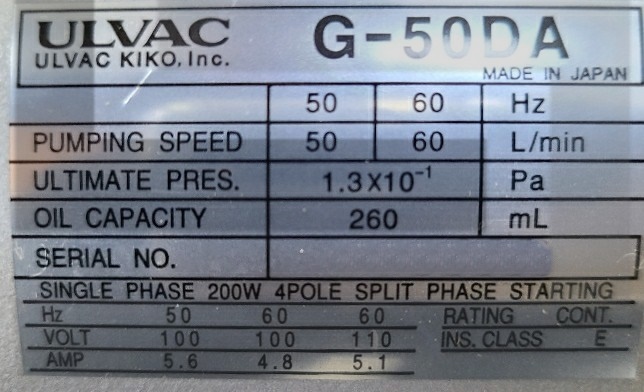 ULVAC G-50DA
ULVAC KIKO, Inc.
MADE IN JAPAN
50 60 Hz
PUMPING SPEED 50 60 L/min
ULTIMATE PRES. 1.3X10⁻¹ Pa
OIL CAPACITY 260 mL
SERIAL NO.
SINGLE PHASE 200W 4POLE SPLIT PHASE STARTING
Hz 50 60 60 RATING CONT.
VOLT 100 100 110 INS. CLASS E
AMP 5.6 4.8 5.1